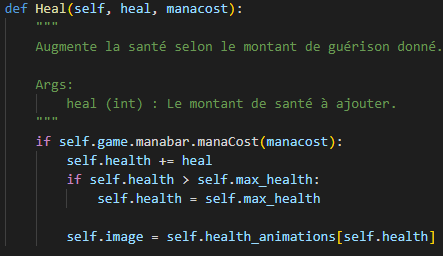 def Heal(self, heal, manacost):
    """
    Augmente la santé selon le montant de guérison donné.

    Args:
        heal (int) : Le montant de santé à ajouter.
    """
    if self.game.manabar.manaCost(manacost):
        self.health += heal
        if self.health > self.max_health:
            self.health = self.max_health

        self.image = self.health_animations[self.health]